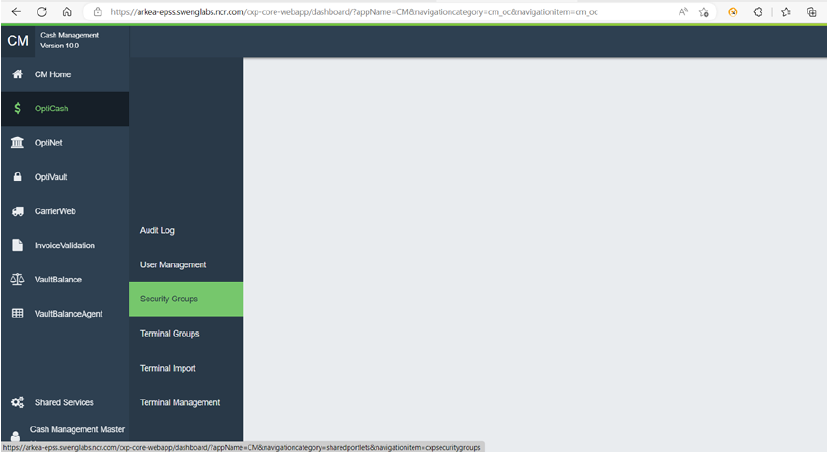 https://arkea-epss.swenglabs.ncr.com/cxp-core-webapp/dashboard/?appName=CM&navigationcategory=cm_oc&navigationitem=cm_oc
CM
Cash Management
Version 10.0
CM Home
OptiCash
OptiNet
OptiVault
CarrierWeb
InvoiceValidation
VaultBalance
VaultBalanceAgent
Audit Log
User Management
Security Groups
Terminal Groups
Terminal Import
Terminal Management
Shared Services
Cash Management Master
https://arkea-epss.swenglabs.ncr.com/cxp-core-webapp/dashboard/?appName=CM&navigationcategory=sharedportlets&navigationitem=cxpsecuritygroups